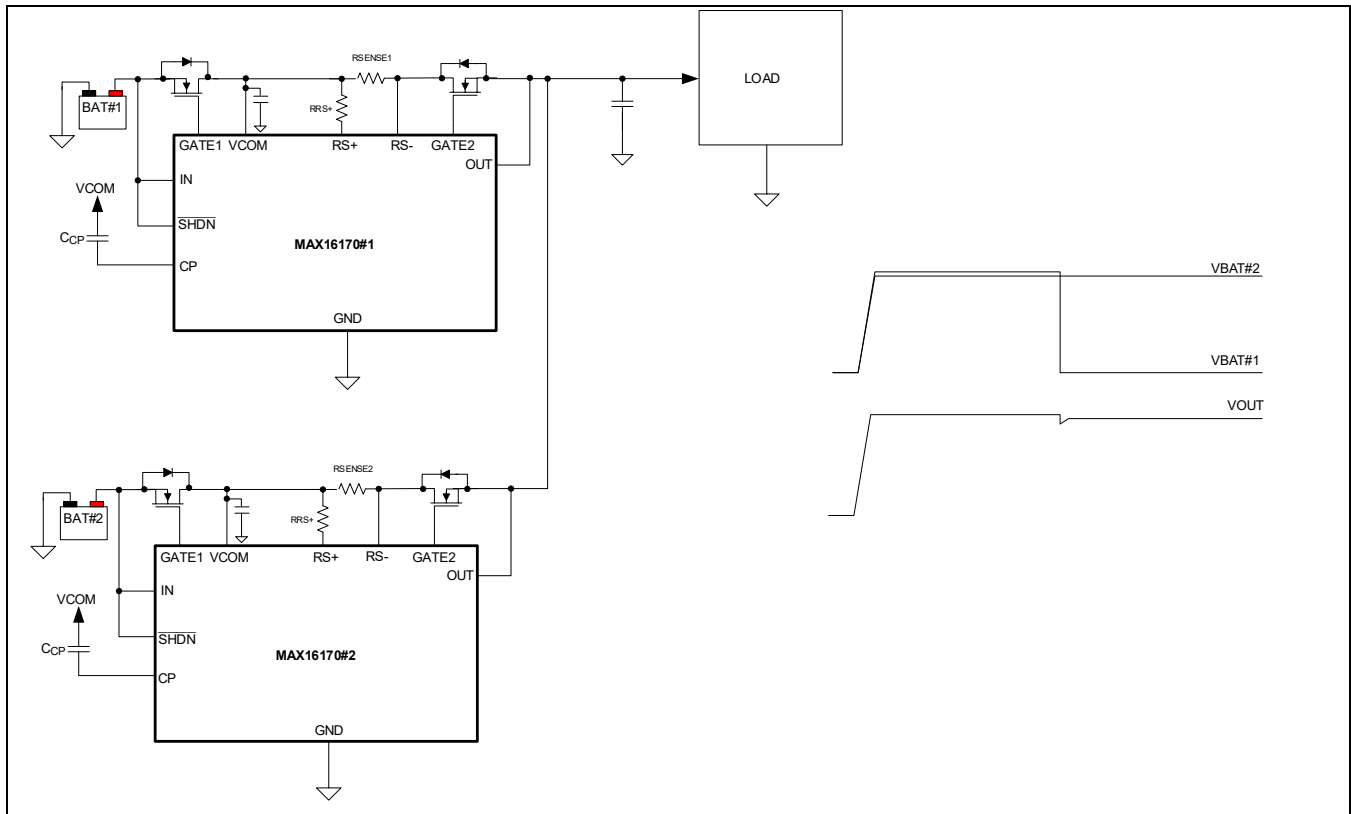 RSENSE1
BAT#1
RRS+
LOAD
GATE1 VCOM RS+ RS- GATE2
OUT
IN
VCOM
SHDN
CCP
MAX16170#1
CP
GND
VBAT#2
VBAT#1
VOUT
RSENSE2
BAT#2
RRS+
GATE1 VCOM RS+ RS- GATE2
OUT
IN
VCOM
SHDN
CCP
MAX16170#2
CP
GND